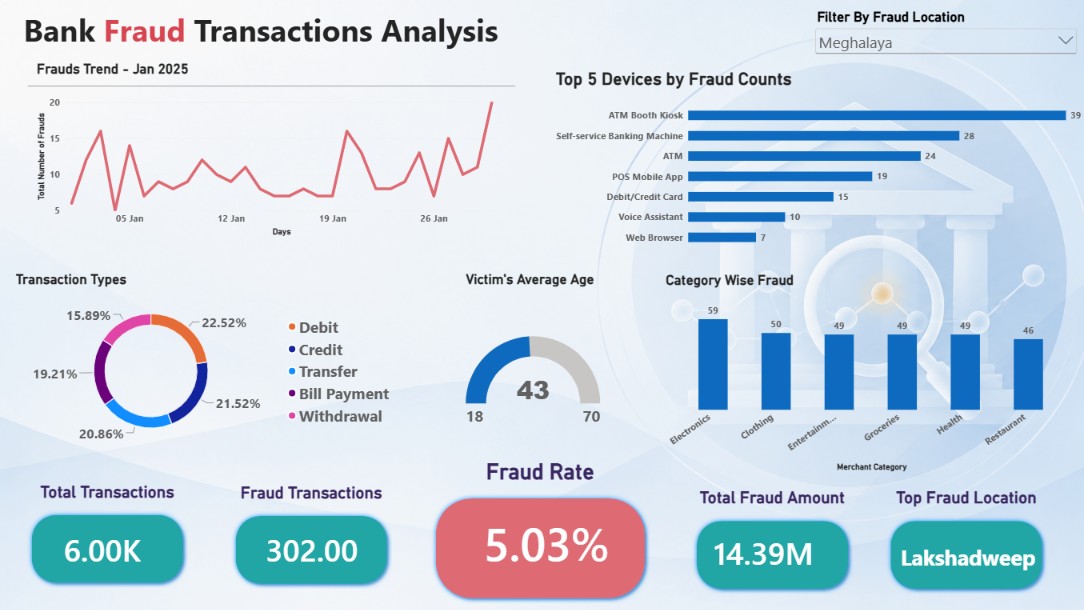 Bank Fraud Transactions Analysis
Filter By Fraud Location
Meghalaya
Frauds Trend - Jan 2025
Total Number of Frauds
20
15
10
5
05 Jan 12 Jan 19 Jan 26 Jan
Days
Top 5 Devices by Fraud Counts
ATM Booth Kiosk 39
Self-service Banking Machine 28
ATM 24
POS Mobile App 19
Debit/Credit Card 15
Voice Assistant 10
Web Browser 7
Transaction Types
15.89%
22.52%
19.21%
21.52%
20.86%
Debit
Credit
Transfer
Bill Payment
Withdrawal
Victim's Average Age
43
18 70
Category Wise Fraud
59 50 49 49 49 46
Electronics Clothing Entertainm... Groceries Health Restaurant
Merchant Category
Total Transactions
6.00K
Fraud Transactions
302.00
Fraud Rate
5.03%
Total Fraud Amount
14.39M
Top Fraud Location
Lakshadweep